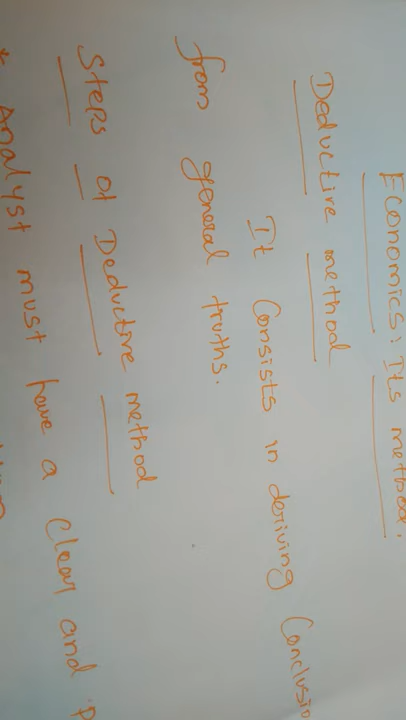 Economics: Its method.
Deductive method
It Consists in deriving Conclusio
from general truths.
Steps of Deductive method
* Analyst must have a Clear and P